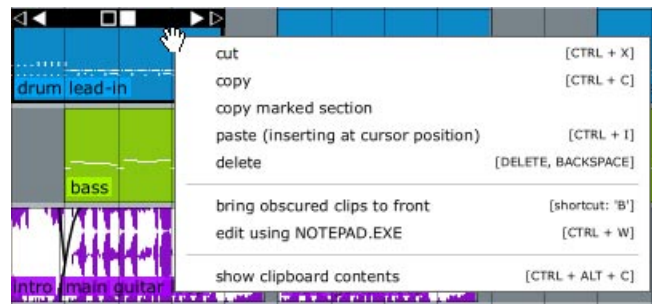 cut [CTRL + X]
copy [CTRL + C]
copy marked section
paste (inserting at cursor position) [CTRL + I]
delete [DELETE, BACKSPACE]
drum lead-in
bass
bring obscured clips to front [shortcut: 'B']
edit using NOTEPAD.EXE [CTRL + W]
show clipboard contents [CTRL + ALT + C]
intro main guitar